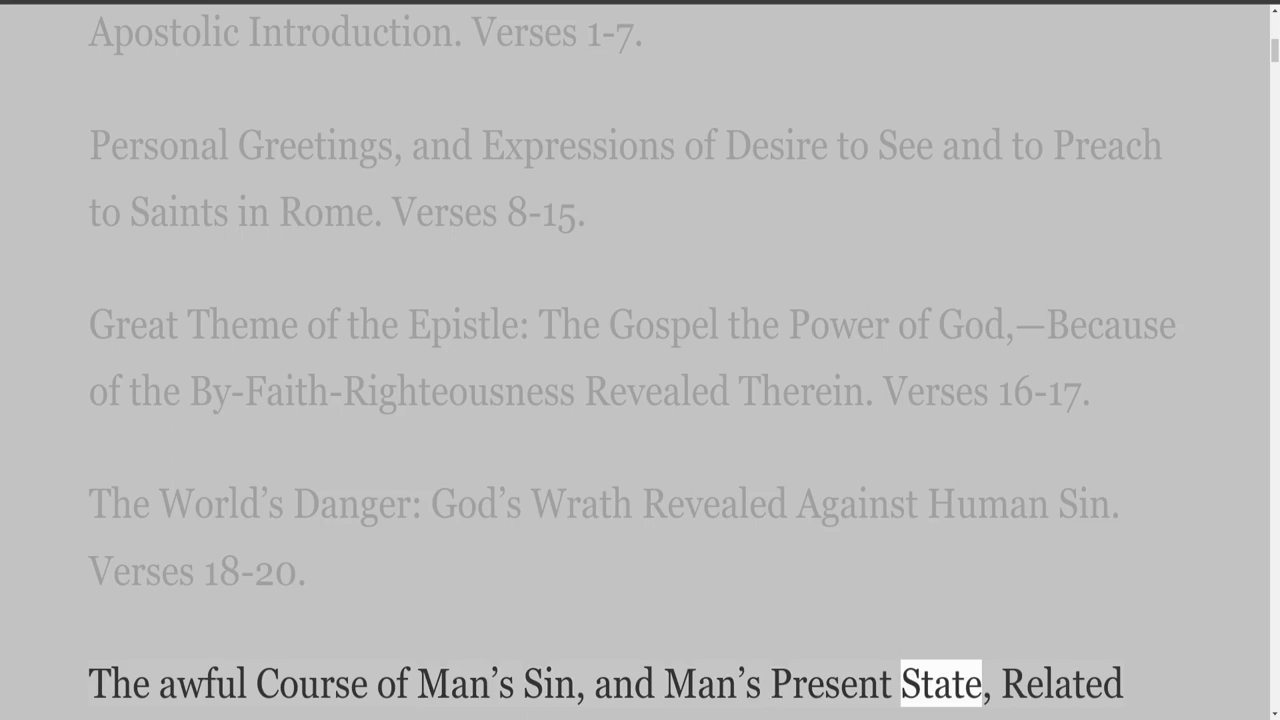 Apostolic Introduction. Verses 1-7.
Personal Greetings, and Expressions of Desire to See and to Preach
to Saints in Rome. Verses 8-15.
Great Theme of the Epistle: The Gospel the Power of God,—Because
of the By-Faith-Righteousness Revealed Therein. Verses 16-17.
The World’s Danger: God’s Wrath Revealed Against Human Sin.
Verses 18-20.
The awful Course of Man’s Sin, and Man’s Present State, Related